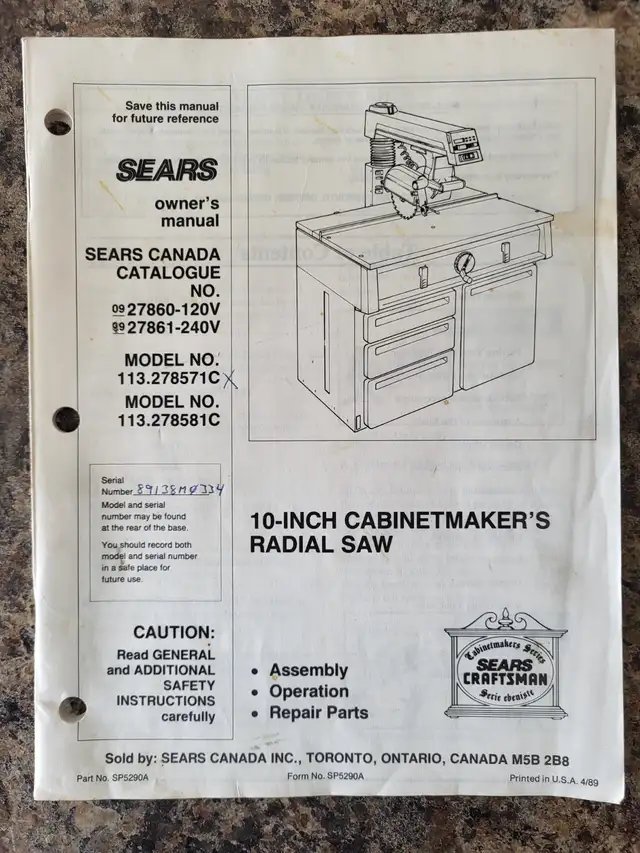 Save this manual
for future reference
SEARS
owner's
manual
SEARS CANADA
CATALOGUE
NO.
09 27860-120V
99 27861-240V
MODEL NO.
113.278571C X
MODEL NO.
113.278581C
Serial
Number 89138MØ334
Model and serial
number may be found
at the rear of the base.
You should record both
model and serial number
in a safe place for
future use.
CAUTION:
Read GENERAL
and ADDITIONAL
SAFETY
INSTRUCTIONS
carefully
10-INCH CABINETMAKER'S
RADIAL SAW
• Assembly
• Operation
• Repair Parts
Cabinetmakers Series
SEARS
CRAFTSMAN
Serie ebeniste
Sold by: SEARS CANADA INC., TORONTO, ONTARIO, CANADA M5B 2B8
Part No. SP5290A
Form No. SP5290A
Printed in U.S.A. 4/89